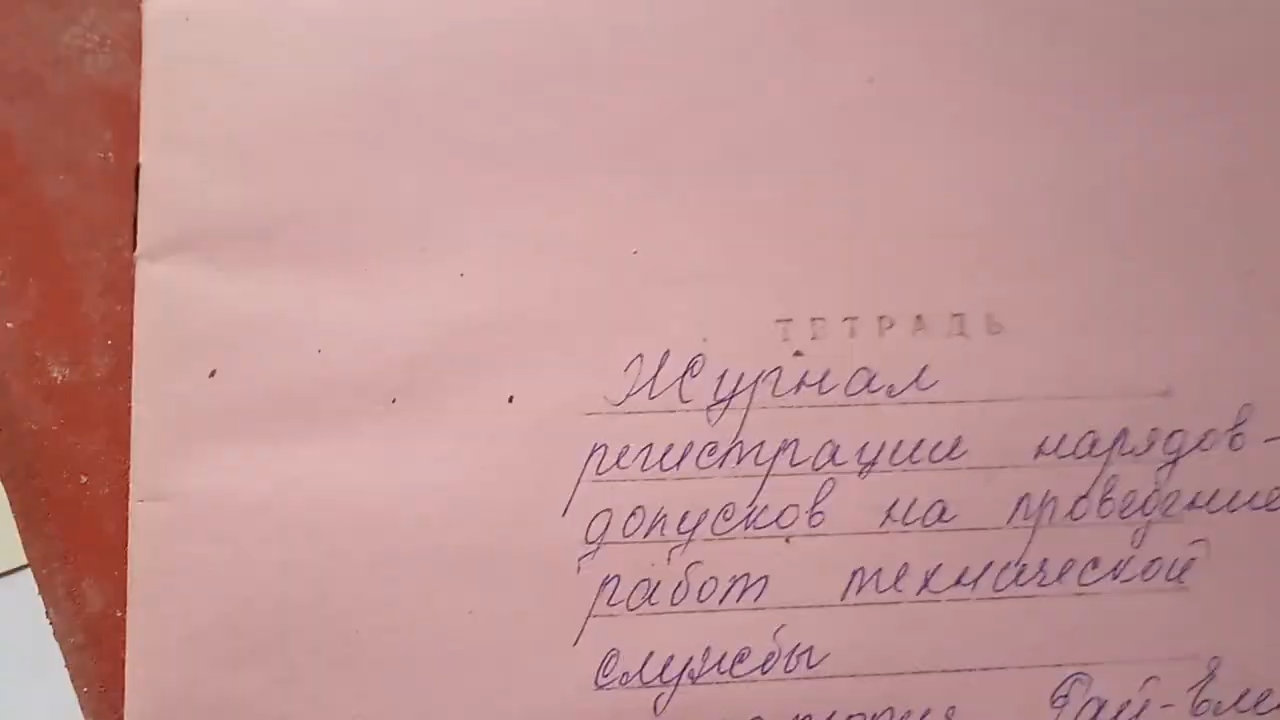 ТЕТРАДЬ
Журнал
регистрации нарядов-
допусков на проведение
работ технической
службы